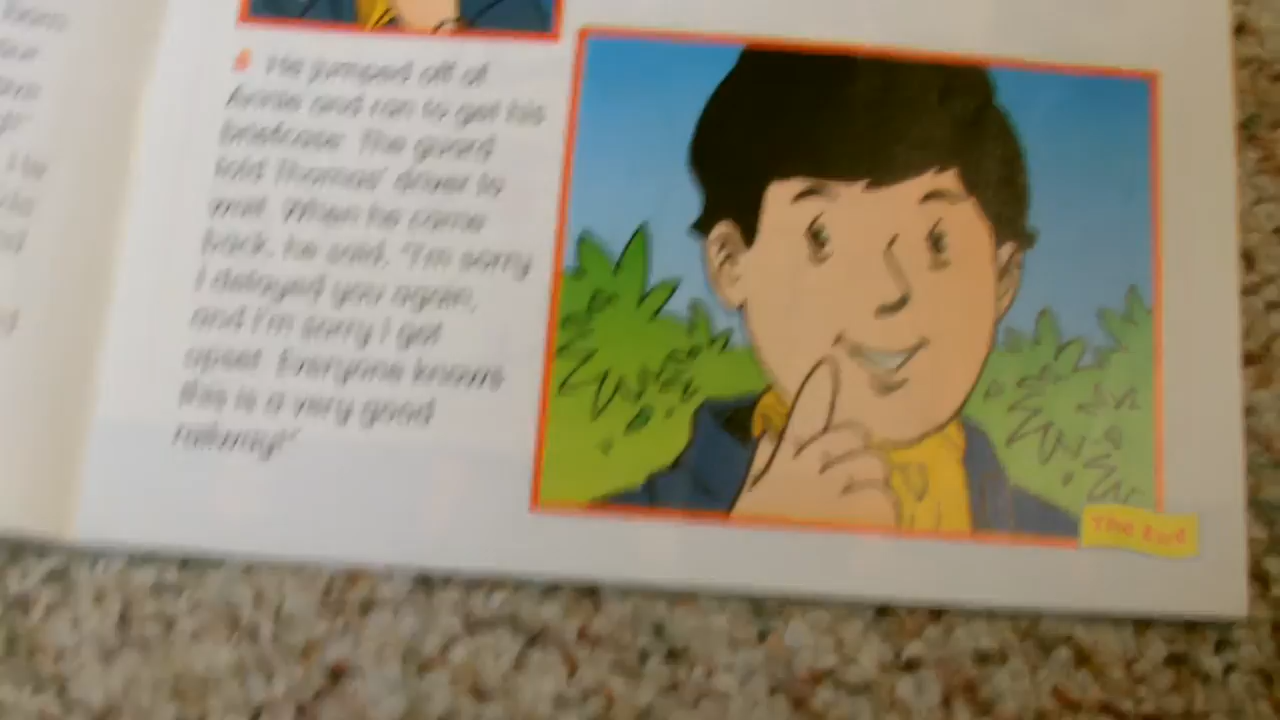 6 He jumped off of
Annie and ran to get his
briefcase. The guard
told Thomas' driver to
wait. When he came
back, he said, "I'm sorry
I delayed you again,
and I'm sorry I got
upset. Everyone knows
this is a very good
railway!"
The End